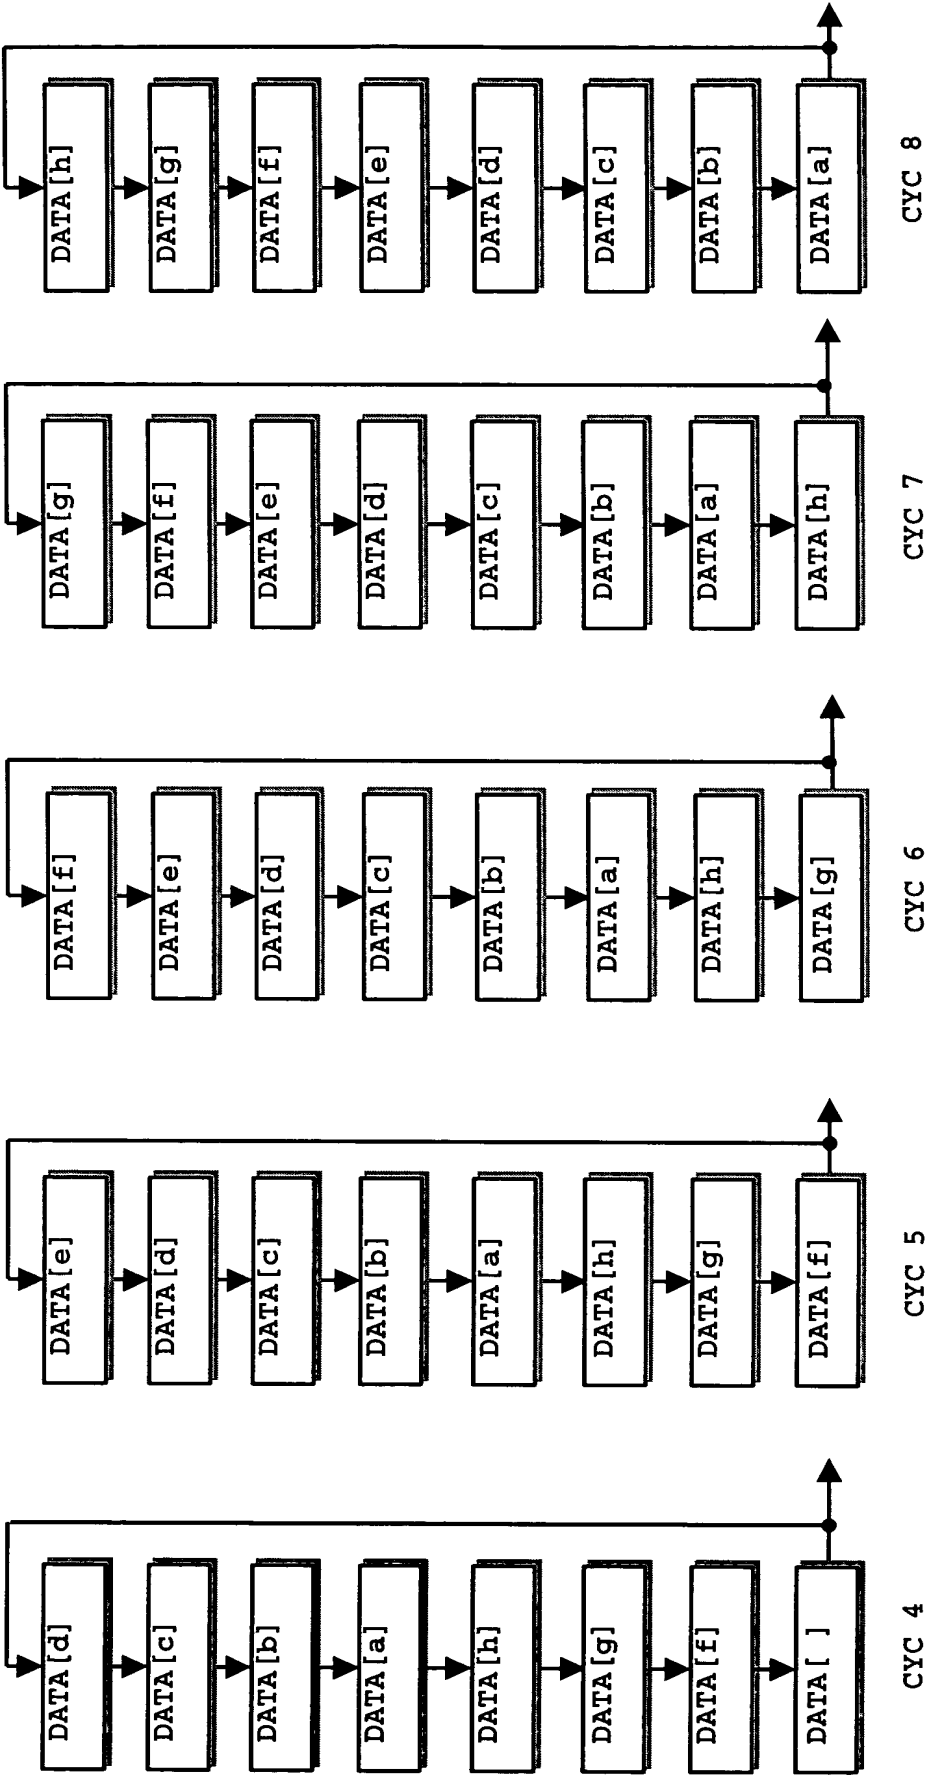 DATA[d]
DATA[c]
DATA[b]
DATA[a]
DATA[h]
DATA[g]
DATA[f]
DATA[ ]
CYC 4
DATA[e]
DATA[d]
DATA[c]
DATA[b]
DATA[a]
DATA[h]
DATA[g]
DATA[f]
CYC 5
DATA[f]
DATA[e]
DATA[d]
DATA[c]
DATA[b]
DATA[a]
DATA[h]
DATA[g]
CYC 6
DATA[g]
DATA[f]
DATA[e]
DATA[d]
DATA[c]
DATA[b]
DATA[a]
DATA[h]
CYC 7
DATA[h]
DATA[g]
DATA[f]
DATA[e]
DATA[d]
DATA[c]
DATA[b]
DATA[a]
CYC 8